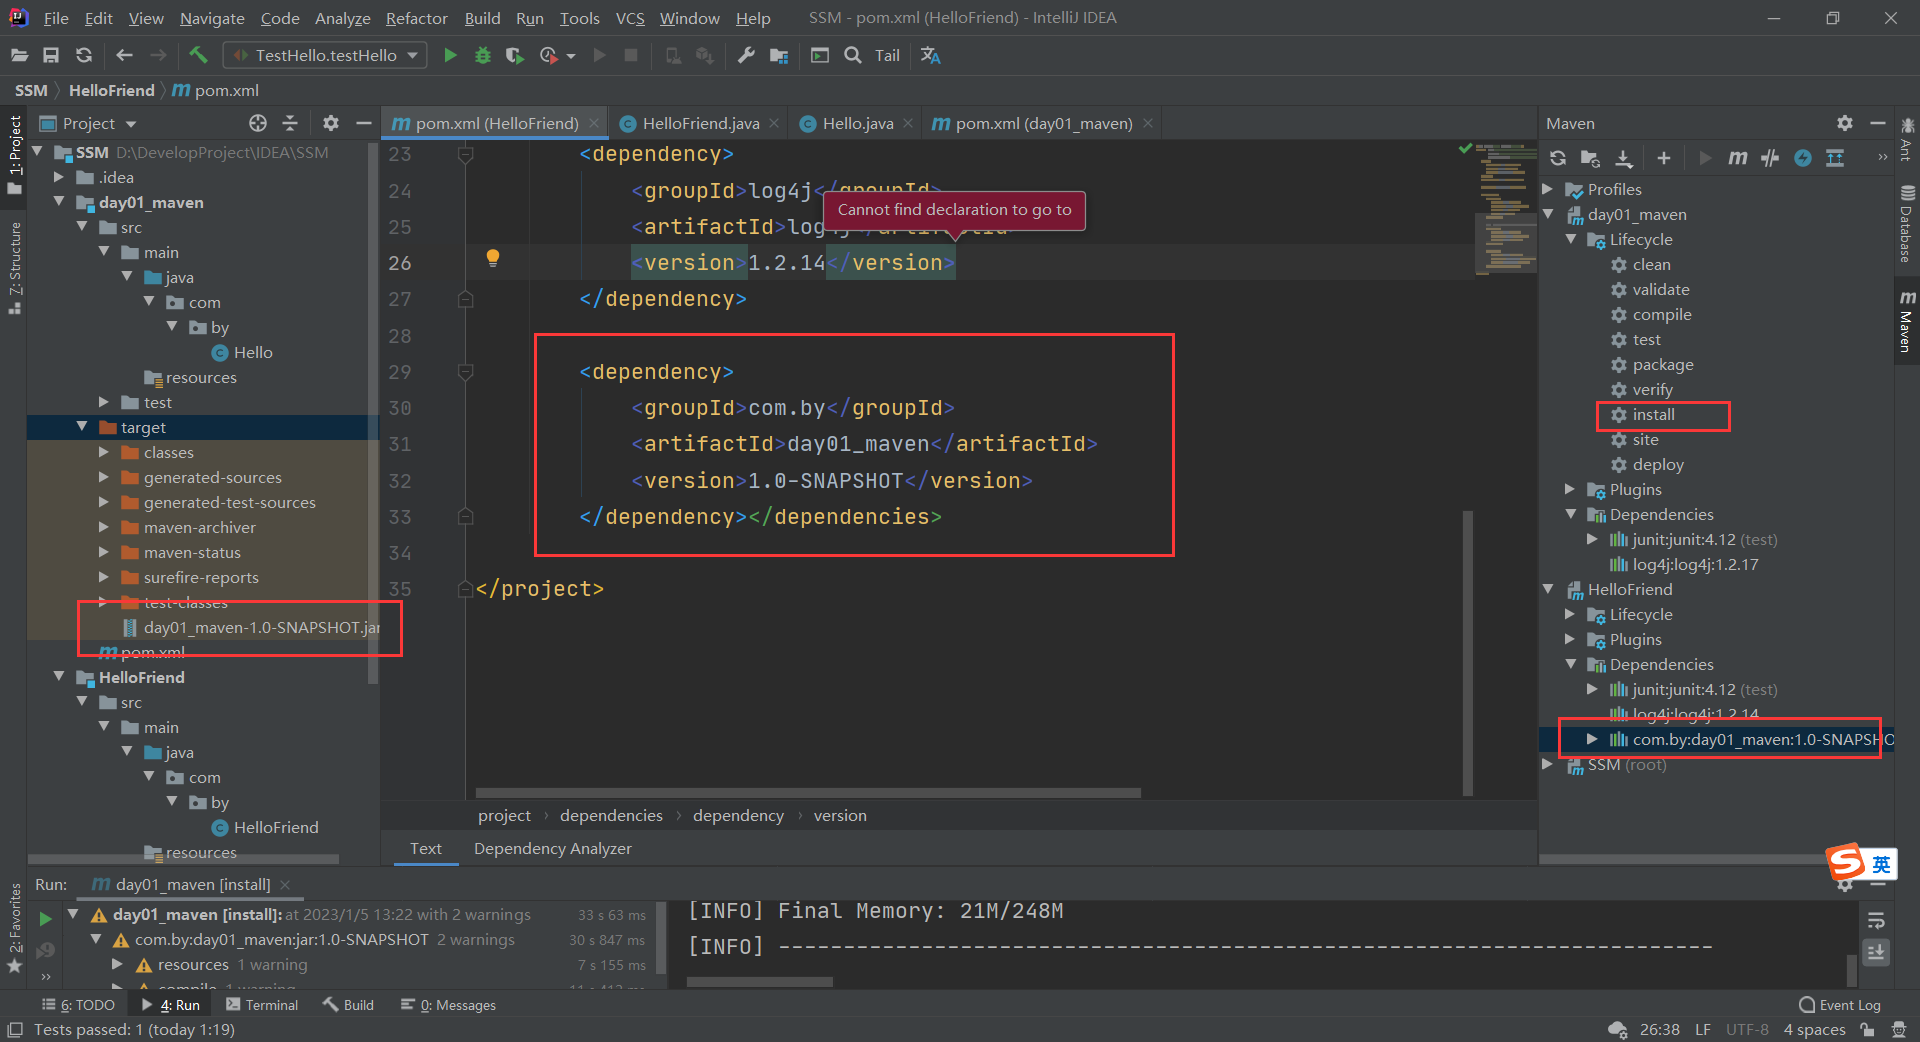 File Edit View Navigate Code Analyze Refactor Build Run Tools VCS Window Help SSM - pom.xml (HelloFriend) - IntelliJ IDEA
TestHello.testHello Tail
SSM HelloFriend pom.xml
1: Project
7: Structure
2: Favorites
Project
SSM D:\DevelopProject\IDEA\SSM
.idea
day01_maven
src
main
java
com
by
Hello
resources
test
target
classes
generated-sources
generated-test-sources
maven-archiver
maven-status
surefire-reports
test-classes
day01_maven-1.0-SNAPSHOT.jar
pom.xml
HelloFriend
src
main
java
com
by
HelloFriend
resources
pom.xml (HelloFriend) HelloFriend.java Hello.java pom.xml (day01_maven)
23 <dependency>
24 <groupId>log4j</groupId>
Cannot find declaration to go to
25 <artifactId>log4j</artifactId>
26 <version>1.2.14</version>
27 </dependency>
28
29 <dependency>
30 <groupId>com.by</groupId>
31 <artifactId>day01_maven</artifactId>
32 <version>1.0-SNAPSHOT</version>
33 </dependency></dependencies>
34
35 </project>
project › dependencies › dependency › version
Text Dependency Analyzer
Maven
Profiles
day01_maven
Lifecycle
clean
validate
compile
test
package
verify
install
site
deploy
Plugins
Dependencies
junit:junit:4.12 (test)
log4j:log4j:1.2.17
HelloFriend
Lifecycle
Plugins
Dependencies
junit:junit:4.12 (test)
log4j:log4j:1.2.14
com.by:day01_maven:1.0-SNAPSHO
SSM (root)
Ant
Database
Maven
英
Run: day01_maven [install]
day01_maven [install]: at 2023/1/5 13:22 with 2 warnings 33 s 63 ms
com.by:day01_maven:jar:1.0-SNAPSHOT 2 warnings 30 s 847 ms
resources 1 warning 7 s 155 ms
compile 1 warning 11 s 413 ms
[INFO] Final Memory: 21M/248M
[INFO] ------------------------------------------------------------------------
6: TODO 4: Run Terminal Build 0: Messages Event Log
Tests passed: 1 (today 1:19) 26:38 LF UTF-8 4 spaces